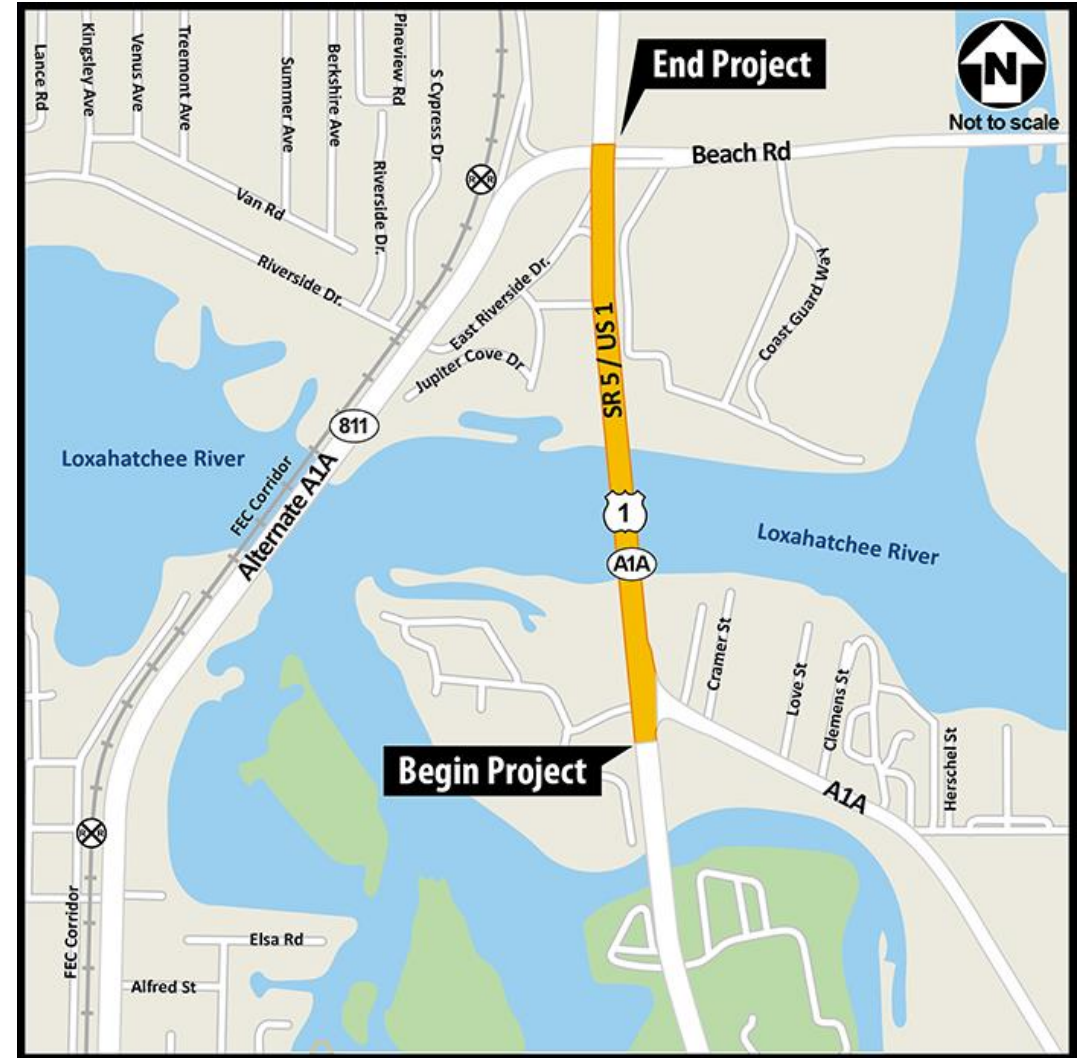 Lance Rd
Kingsley Ave
Venus Ave
Treemont Ave
Summer Ave
Berkshire Ave
Pineview Rd
S Cypress Dr
End Project
N
Not to scale
Beach Rd
RR
Van Rd
Riverside Dr.
Riverside Dr.
East Riverside Dr.
Jupiter Cove Dr
SR 5 / US 1
Coast Guard Way
811
Loxahatchee River
FEC Corridor
Alternate A1A
1
A1A
Loxahatchee River
Cramer St
Love St
Clemens St
Herschel St
Begin Project
A1A
RR
FEC Corridor
Elsa Rd
Alfred St